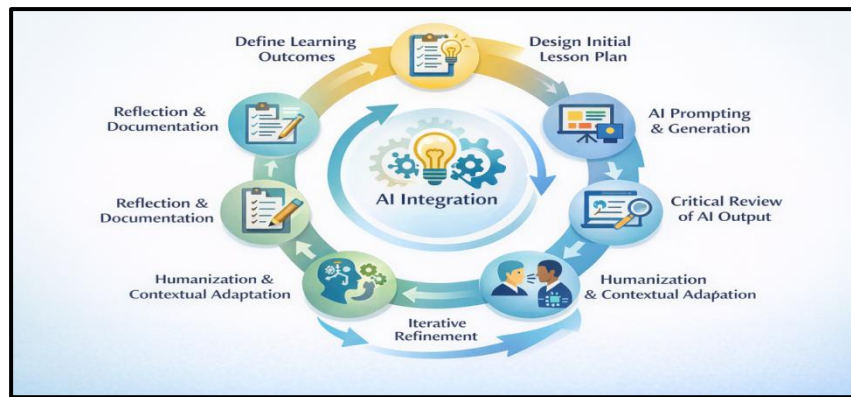 Define Learning
Outcomes
Design Initial
Lesson Plan
AI Prompting
& Generation
Critical Review
of AI Output
Humanization
& Contextual Adapation
Iterative
Refinement
Humanization &
Contextual Adaptation
Reflection &
Documentation
Reflection &
Documentation
AI Integration